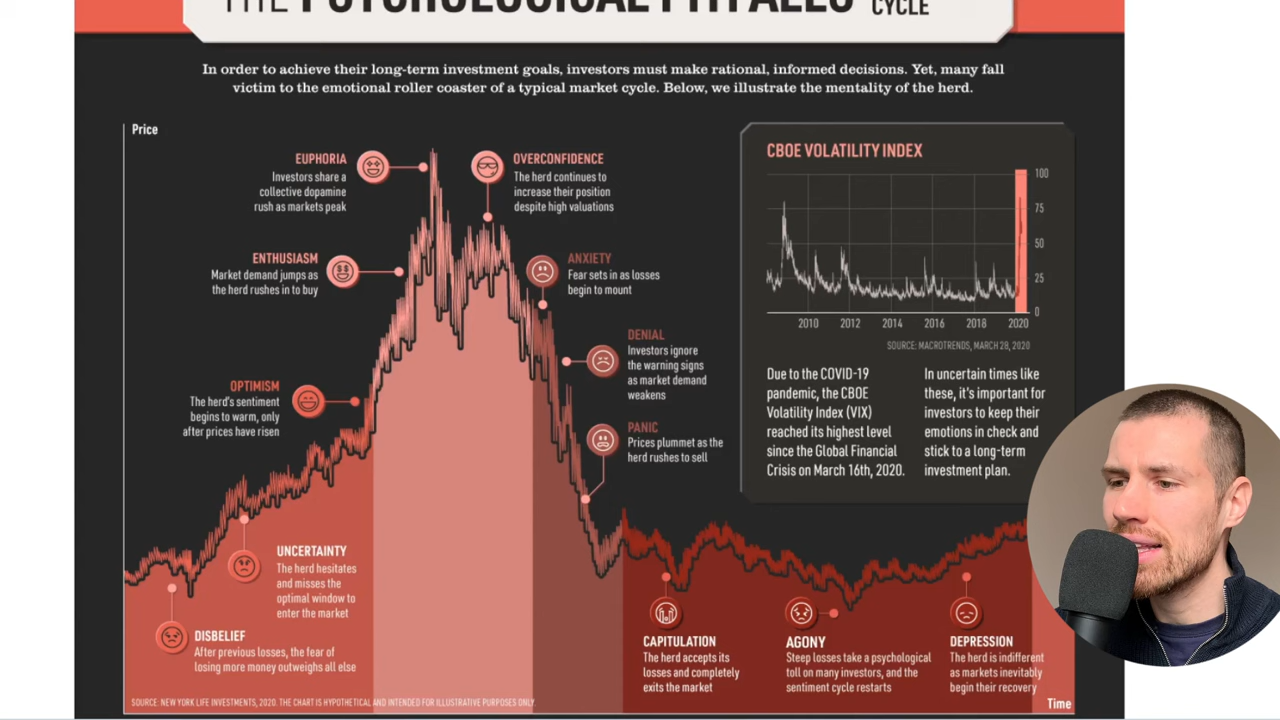 THE PSYCHOLOGICAL PITFALLS CYCLE
In order to achieve their long-term investment goals, investors must make rational, informed decisions. Yet, many fall
victim to the emotional roller coaster of a typical market cycle. Below, we illustrate the mentality of the herd.
Price
EUPHORIA
Investors share a
collective dopamine
rush as markets peak
OVERCONFIDENCE
The herd continues to
increase their position
despite high valuations
ENTHUSIASM
Market demand jumps as
the herd rushes in to buy
ANXIETY
Fear sets in as losses
begin to mount
DENIAL
Investors ignore
the warning signs
as market demand
weakens
OPTIMISM
The herd's sentiment
begins to warm, only
after prices have risen
PANIC
Prices plummet as the
herd rushes to sell
UNCERTAINTY
The herd hesitates
and misses the
optimal window to
enter the market
DISBELIEF
After previous losses, the fear of
losing more money outweighs all else
CAPITULATION
The herd accepts its
losses and completely
exits the market
AGONY
Steep losses take a psychological
toll on many investors, and the
sentiment cycle restarts
DEPRESSION
The herd is indifferent
as markets inevitably
begin their recovery
Time
SOURCE: NEW YORK LIFE INVESTMENTS, 2020. THE CHART IS HYPOTHETICAL AND INTENDED FOR ILLUSTRATIVE PURPOSES ONLY.
CBOE VOLATILITY INDEX
100
75
50
25
0
2010 2012 2014 2016 2018 2020
SOURCE: MACROTRENDS, MARCH 28, 2020
Due to the COVID-19
pandemic, the CBOE
Volatility Index (VIX)
reached its highest level
since the Global Financial
Crisis on March 16th, 2020.
In uncertain times like
these, it's important for
investors to keep their
emotions in check and
stick to a long-term
investment plan.